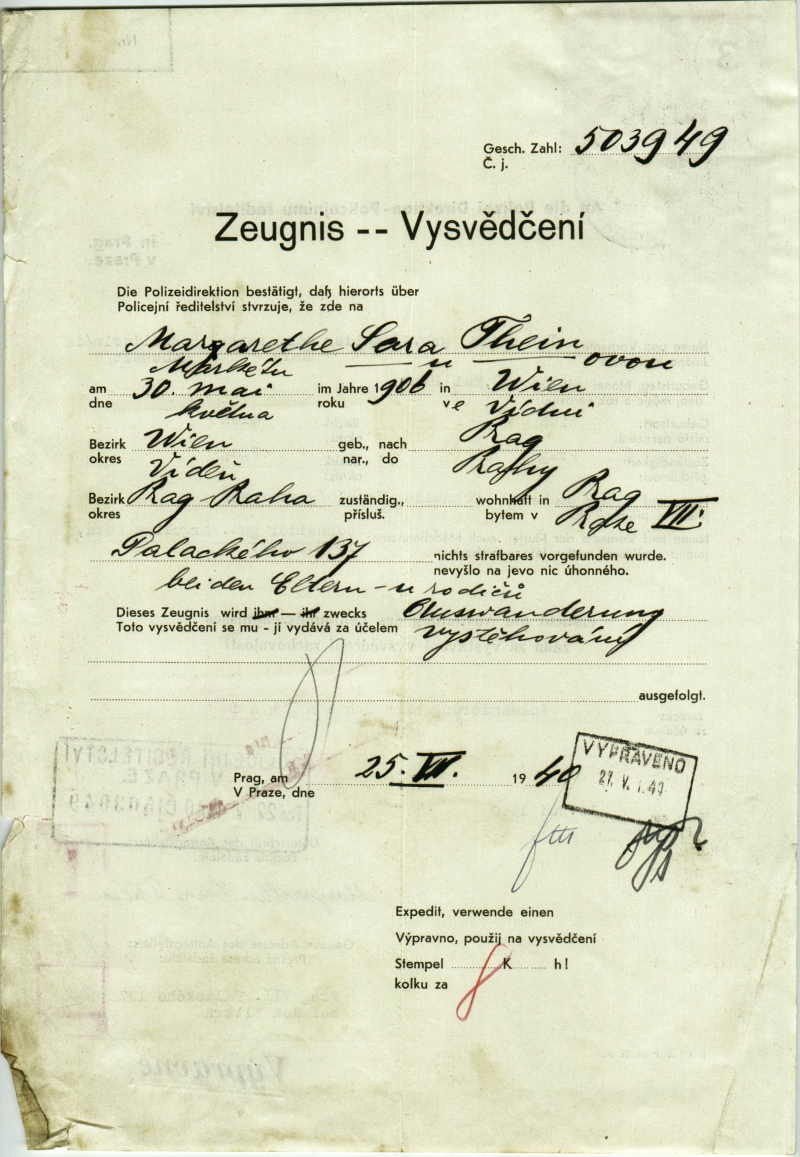 Gesch. Zahl: 503949
Č. j.
Zeugnis -- Vysvědčení
Die Polizeidirektion bestätigt, daß hierorts über
Policejní ředitelství stvrzuje, že zde na
Margarethe Sara Thein
Markétu u ovou
am 30. mai im Jahre 1906 in Wien
dne května roku ve Vídni
Bezirk Wien geb., nach Prag
okres Vídeň nar., do Prahy
Bezirk Prag Praha zuständig., wohnhaft in Prag
okres přísluš. bytem v Praze VII.
Palackého 137 nichts strafbares vorgefunden wurde.
nevyšlo na jevo nic úhonného.
bei den Eltern - u rodičů
Dieses Zeugnis wird ihm — ihr zwecks Auswanderung
Toto vysvědčení se mu - jí vydává za účelem vystěhování
ausgefolgt.
Prag, am 25. VII. 1940
V Praze, dne
VYPRAVENO
27. V. I. 40
Expedit, verwende einen
Výpravno, použij na vysvědčení
Stempel 8 K h!
kolku za